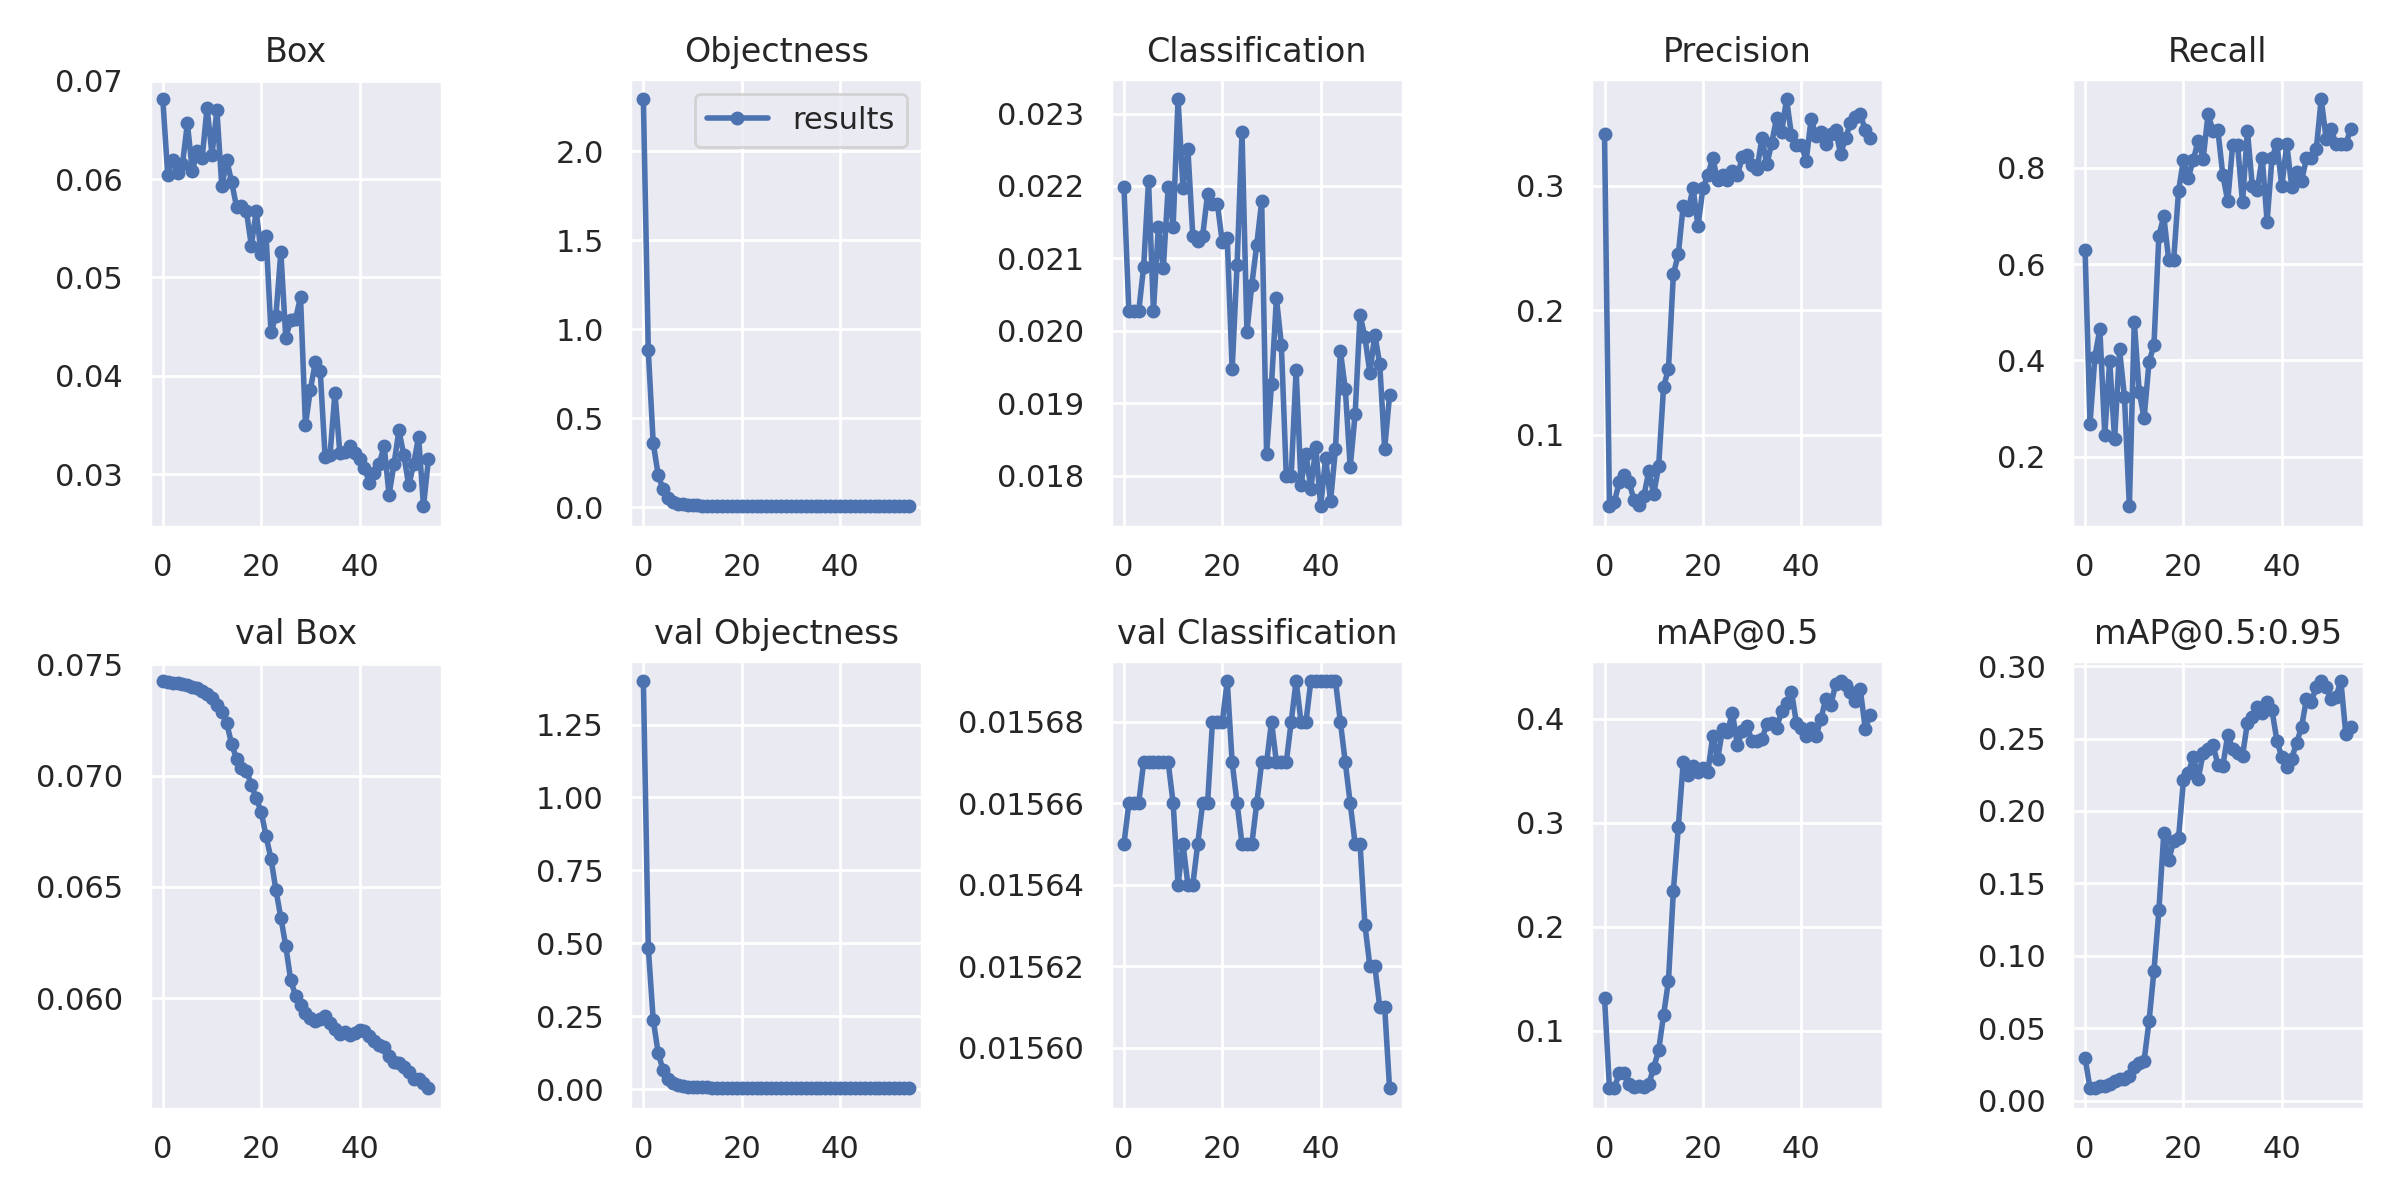 Box
0.07
0.06
0.05
0.04
0.03
0 20 40
Objectness
results
2.0
1.5
1.0
0.5
0.0
0 20 40
Classification
0.023
0.022
0.021
0.020
0.019
0.018
0 20 40
Precision
0.3
0.2
0.1
0 20 40
Recall
0.8
0.6
0.4
0.2
0 20 40
val Box
0.075
0.070
0.065
0.060
0 20 40
val Objectness
1.25
1.00
0.75
0.50
0.25
0.00
0 20 40
val Classification
0.01568
0.01566
0.01564
0.01562
0.01560
0 20 40
mAP@0.5
0.4
0.3
0.2
0.1
0 20 40
mAP@0.5:0.95
0.30
0.25
0.20
0.15
0.10
0.05
0.00
0 20 40